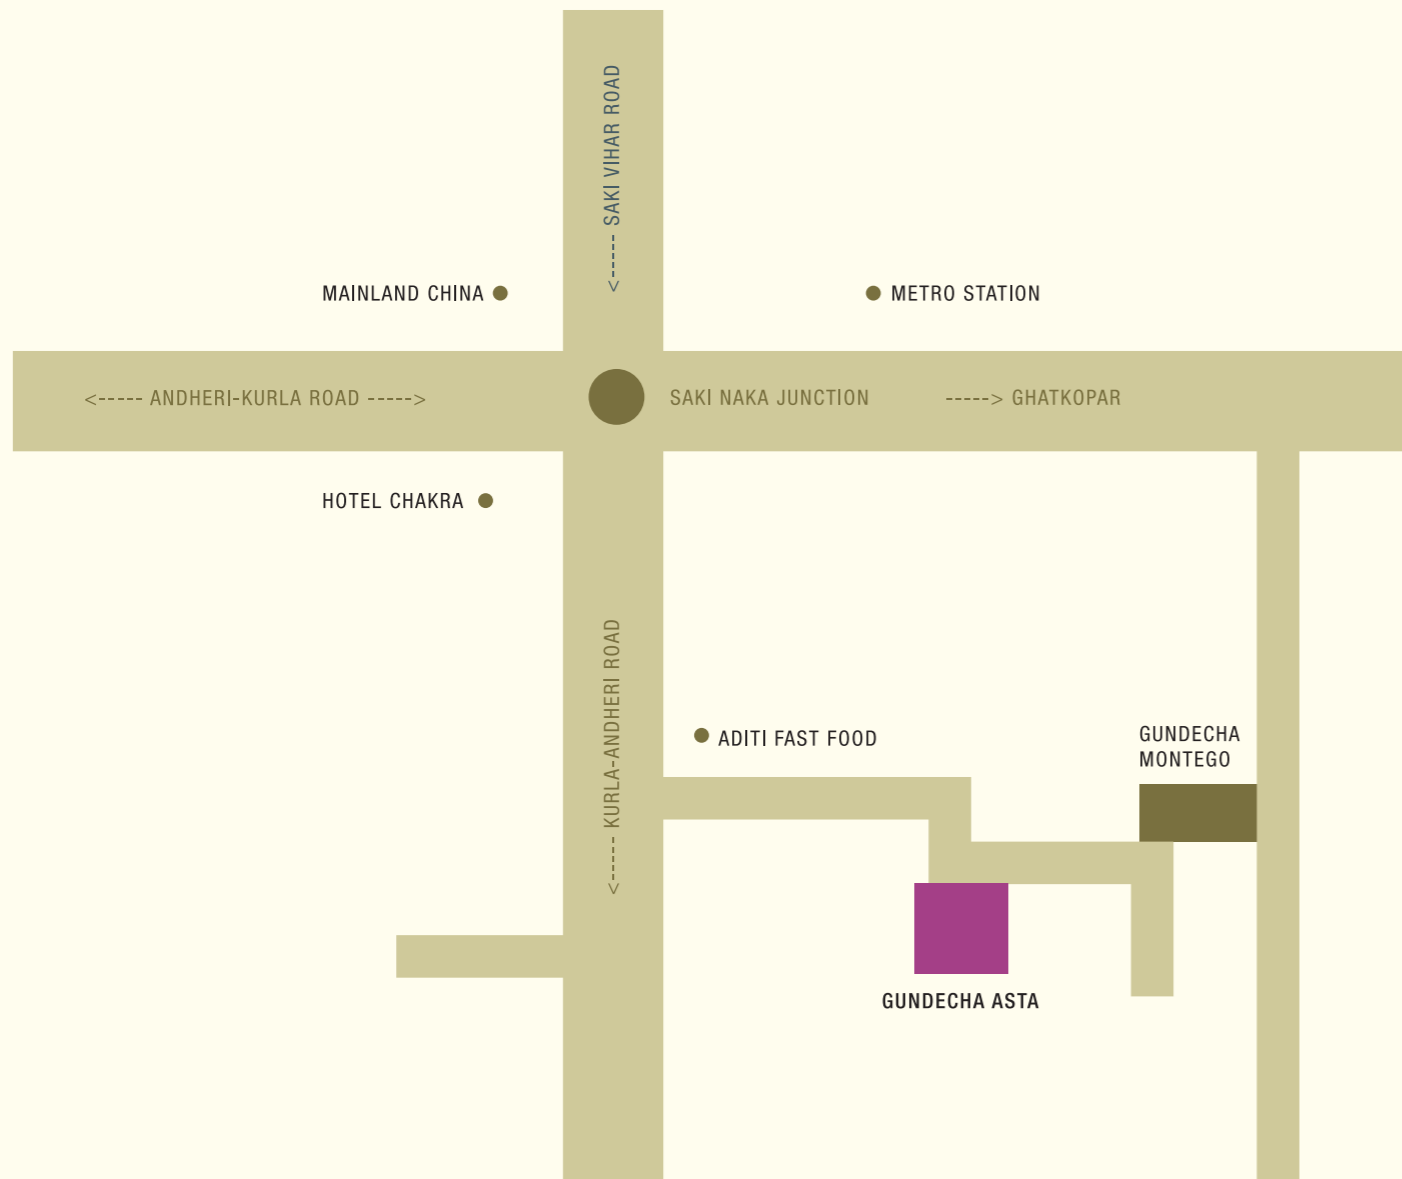 <----- SAKI VIHAR ROAD
MAINLAND CHINA
METRO STATION
<----- ANDHERI-KURLA ROAD ----->
SAKI NAKA JUNCTION
-----> GHATKOPAR
HOTEL CHAKRA
<----- KURLA-ANDHERI ROAD
ADITI FAST FOOD
GUNDECHA
MONTEGO
GUNDECHA ASTA